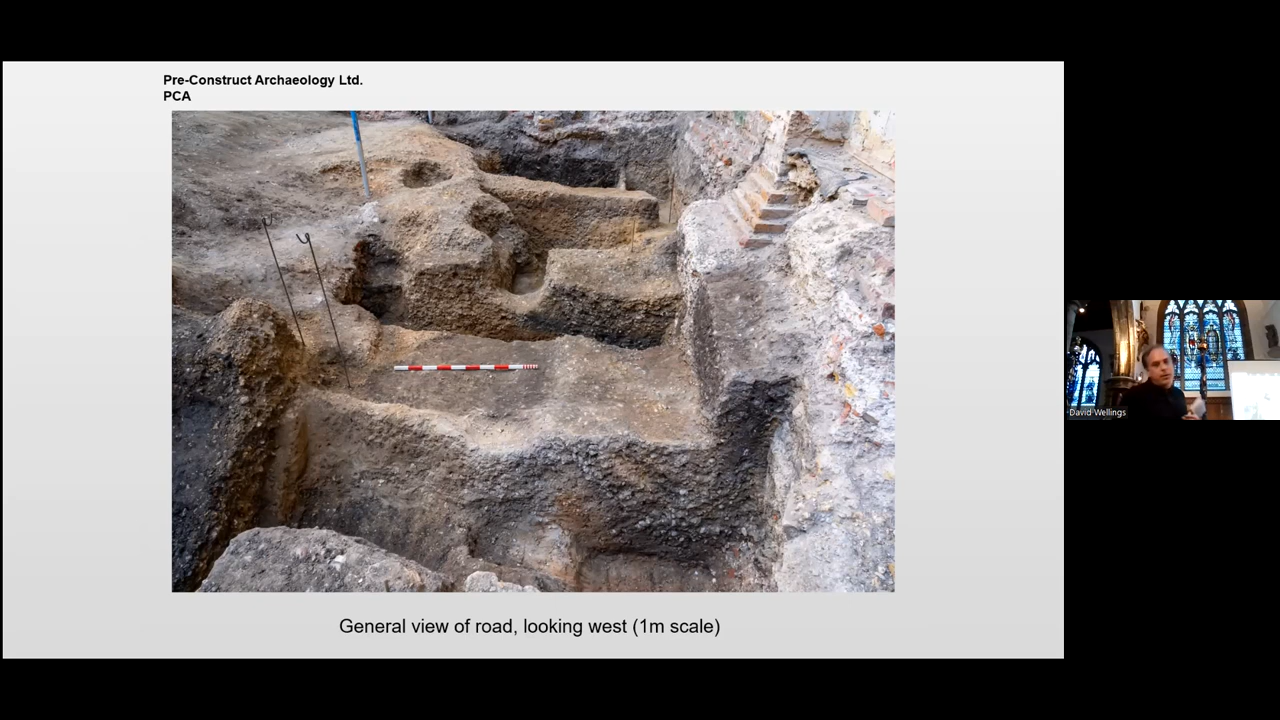 Pre-Construct Archaeology Ltd.
PCA
General view of road, looking west (1m scale)
David Wellings